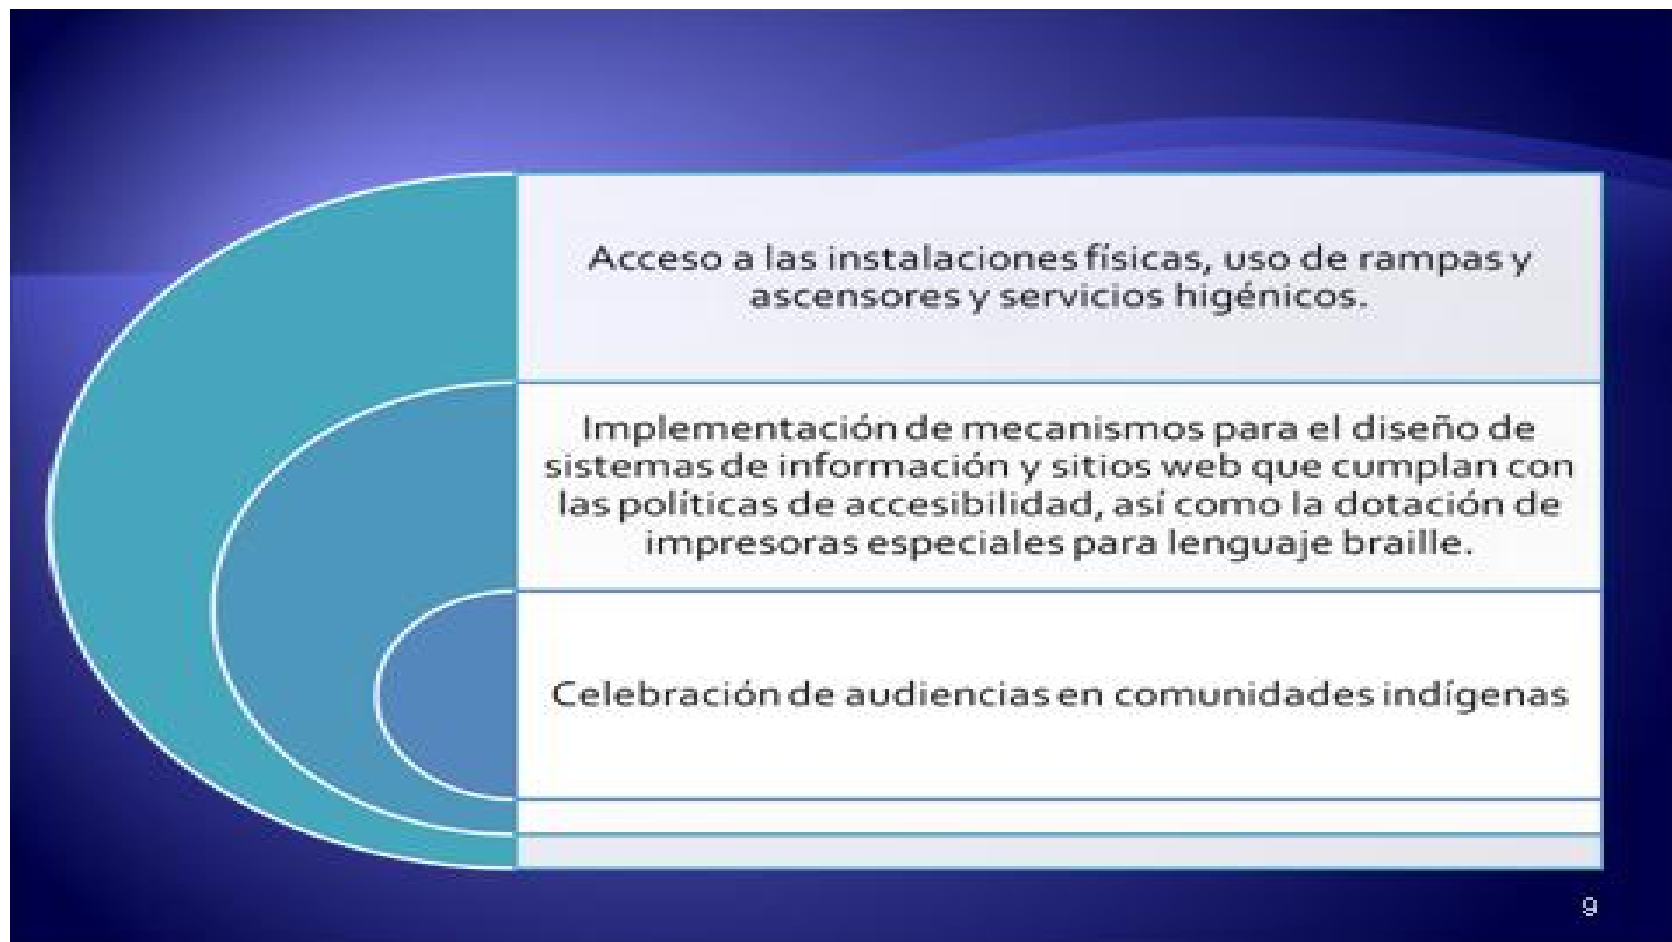 Acceso a las instalaciones físicas, uso de rampas y
ascensores y servicios higénicos.
Implementación de mecanismos para el diseño de
sistemas de información y sitios web que cumplan con
las políticas de accesibilidad, así como la dotación de
impresoras especiales para lenguaje braille.
Celebración de audiencias en comunidades indígenas
9